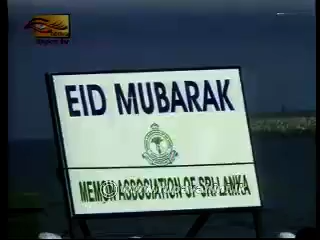 EID MUBARAK
MEMON ASSOCIATION OF SRI LANKA